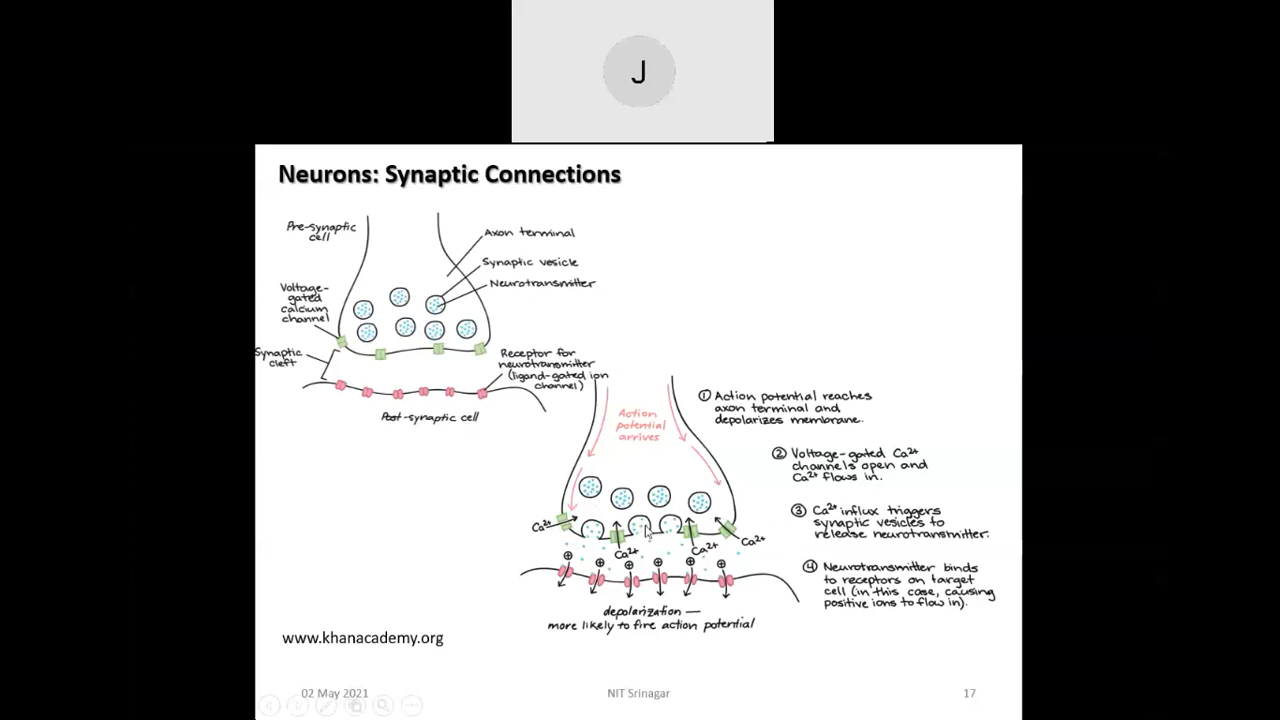 J
Neurons: Synaptic Connections
Pre-synaptic
cell
Axon terminal
Synaptic vesicle
Neurotransmitter
Voltage-
gated
calcium
channel
Synaptic
cleft
Receptor for
neurotransmitter
(ligand-gated ion
channel)
Post-synaptic cell
Action
potential
arrives
① Action potential reaches
axon terminal and
depolarizes membrane.
② Voltage-gated Ca²⁺
channels open and
Ca²⁺ flows in.
③ Ca²⁺ influx triggers
synaptic vesicles to
release neurotransmitter.
④ Neurotransmitter binds
to receptors on target
cell (in this case, causing
positive ions to flow in).
Ca²⁺
Ca²⁺
Ca²⁺
Ca²⁺
⊕ ⊕ ⊕ ⊕ ⊕ ⊕
depolarization —
more likely to fire action potential
www.khanacademy.org
02 May 2021
NIT Srinagar
17